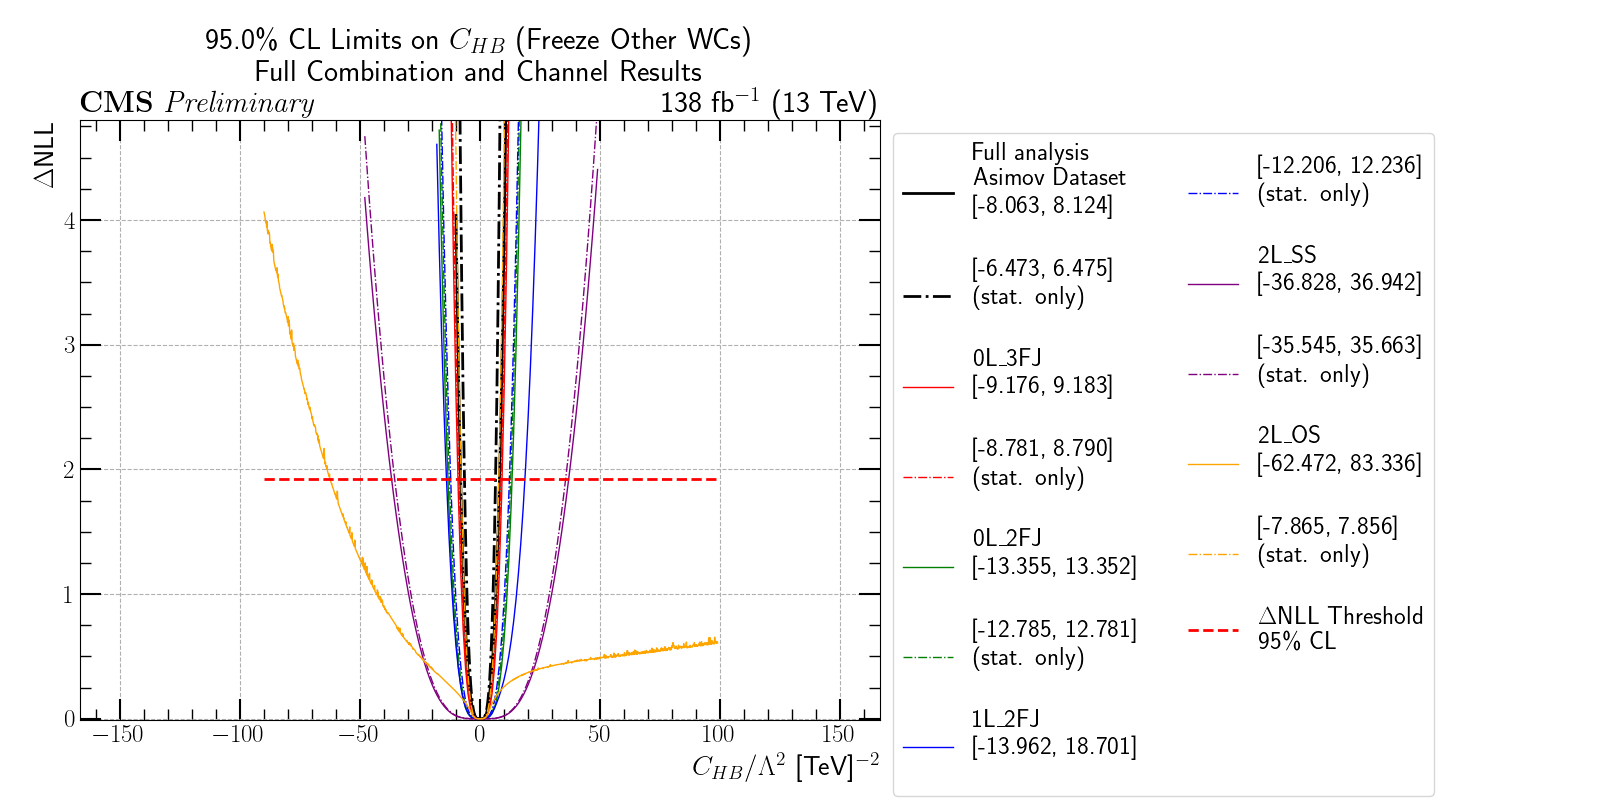 95.0% CL Limits on C_{HB} (Freeze Other WCs)
Full Combination and Channel Results
CMS Preliminary
138 fb^{−1} (13 TeV)
ΔNLL
4
3
2
1
0
−150
−100
−50
0
50
100
150
C_{HB}/Λ^{2} [TeV]^{−2}
Full analysis
Asimov Dataset
[-8.063, 8.124]
[-6.473, 6.475]
(stat. only)
0L_3FJ
[-9.176, 9.183]
[-8.781, 8.790]
(stat. only)
0L_2FJ
[-13.355, 13.352]
[-12.785, 12.781]
(stat. only)
1L_2FJ
[-13.962, 18.701]
[-12.206, 12.236]
(stat. only)
2L_SS
[-36.828, 36.942]
[-35.545, 35.663]
(stat. only)
2L_OS
[-62.472, 83.336]
[-7.865, 7.856]
(stat. only)
ΔNLL Threshold
95% CL